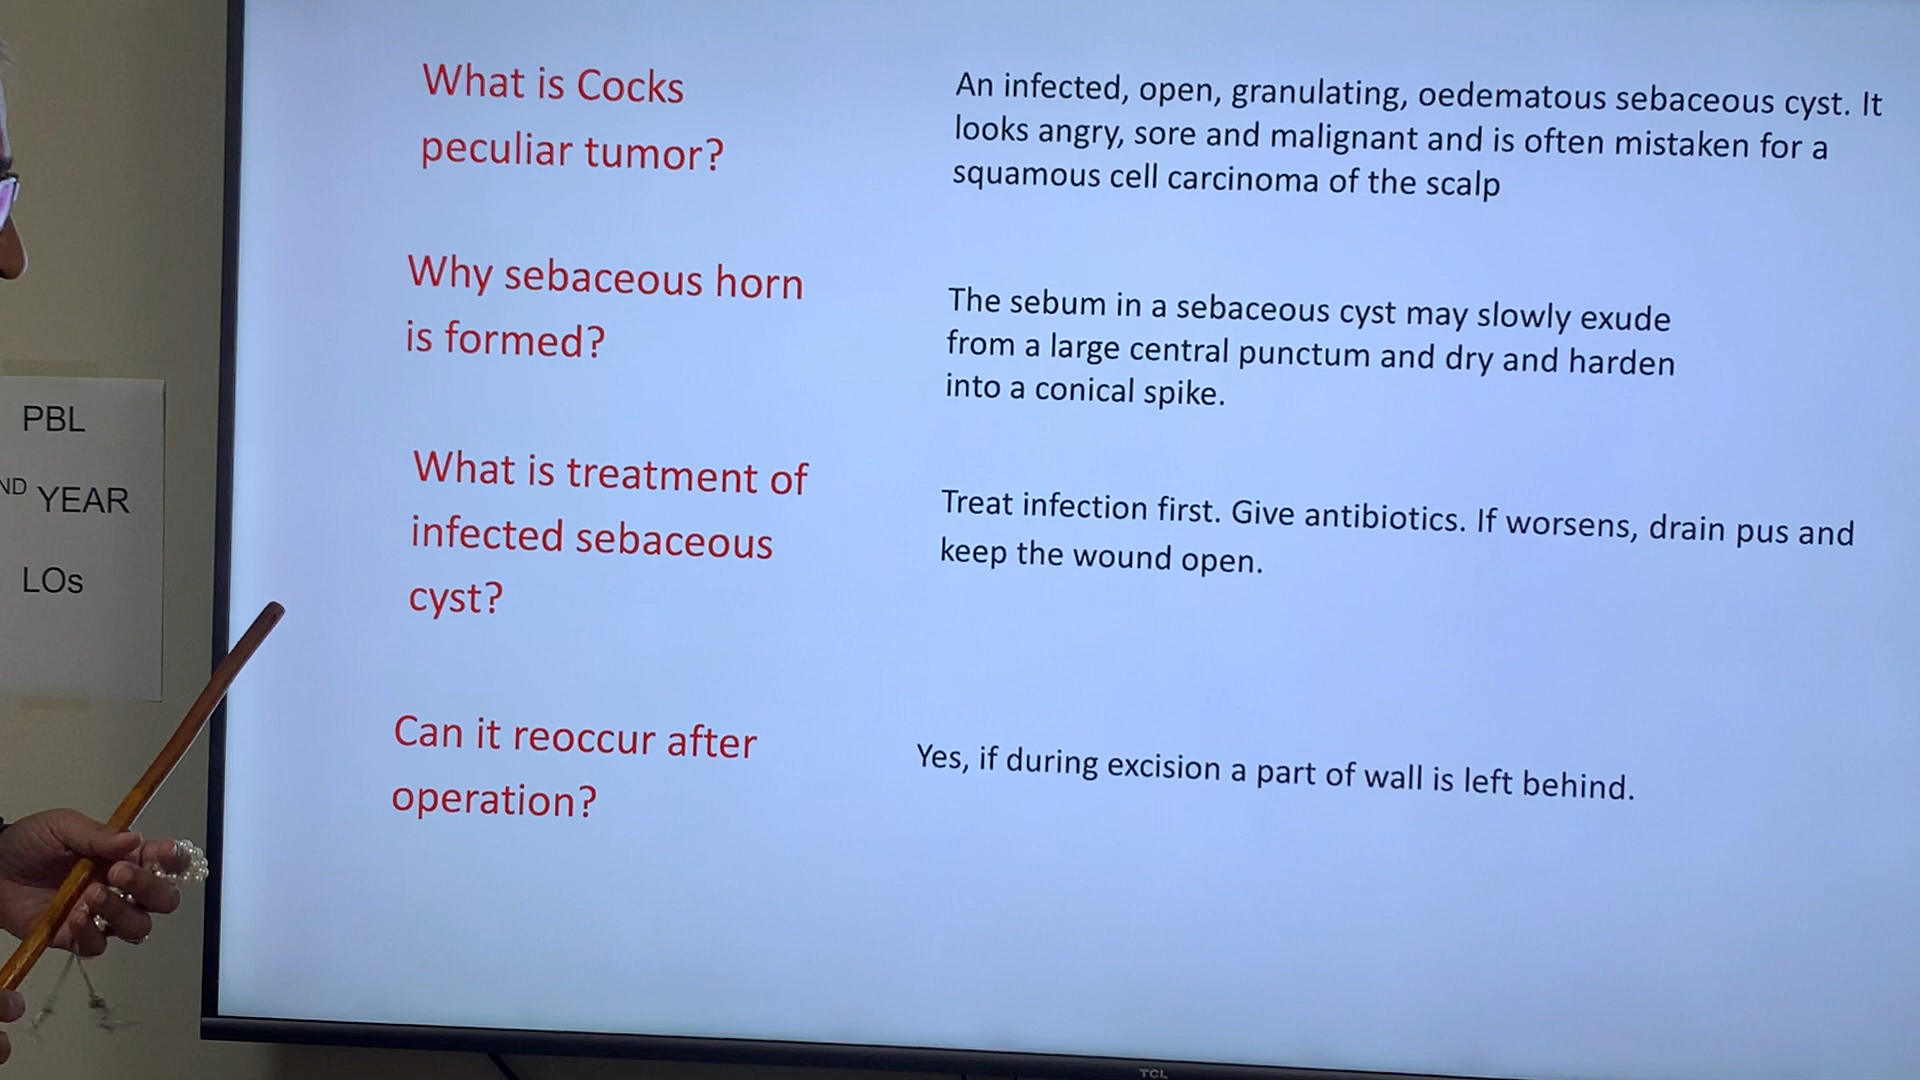 What is Cocks
peculiar tumor?
An infected, open, granulating, oedematous sebaceous cyst. It
looks angry, sore and malignant and is often mistaken for a
squamous cell carcinoma of the scalp
Why sebaceous horn
is formed?
The sebum in a sebaceous cyst may slowly exude
from a large central punctum and dry and harden
into a conical spike.
What is treatment of
infected sebaceous
cyst?
Treat infection first. Give antibiotics. If worsens, drain pus and
keep the wound open.
Can it reoccur after
operation?
Yes, if during excision a part of wall is left behind.
PBL
ND YEAR
LOs
TCL